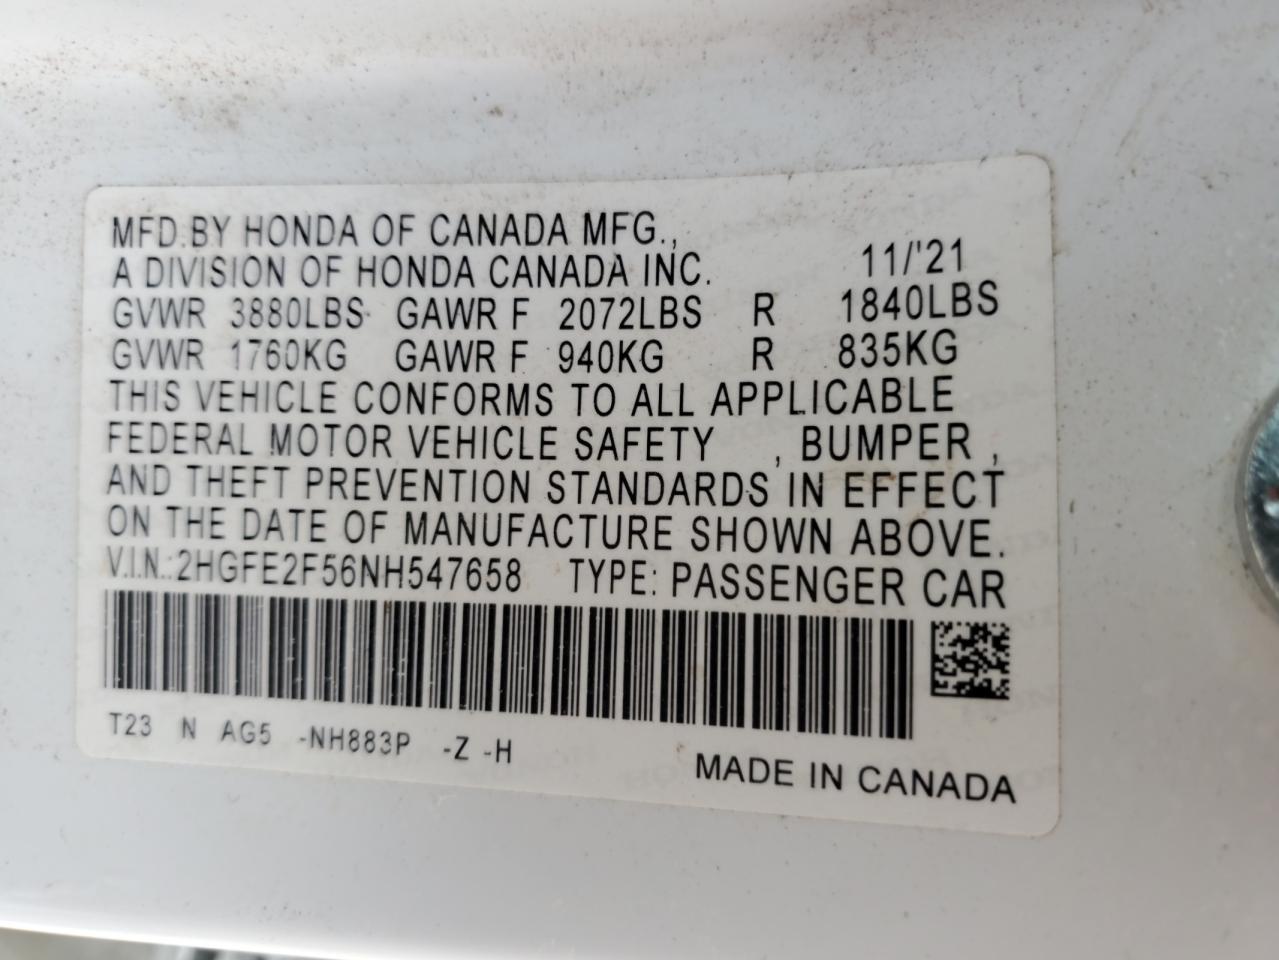 MFD.BY HONDA OF CANADA MFG.,
A DIVISION OF HONDA CANADA INC. 11/'21
GVWR 3880LBS GAWR F 2072LBS R 1840LBS
GVWR 1760KG GAWR F 940KG R 835KG
THIS VEHICLE CONFORMS TO ALL APPLICABLE
FEDERAL MOTOR VEHICLE SAFETY , BUMPER ,
AND THEFT PREVENTION STANDARDS IN EFFECT
ON THE DATE OF MANUFACTURE SHOWN ABOVE.
V.I.N.:2HGFE2F56NH547658 TYPE: PASSENGER CAR
T23 N AG5 -NH883P -Z -H
MADE IN CANADA